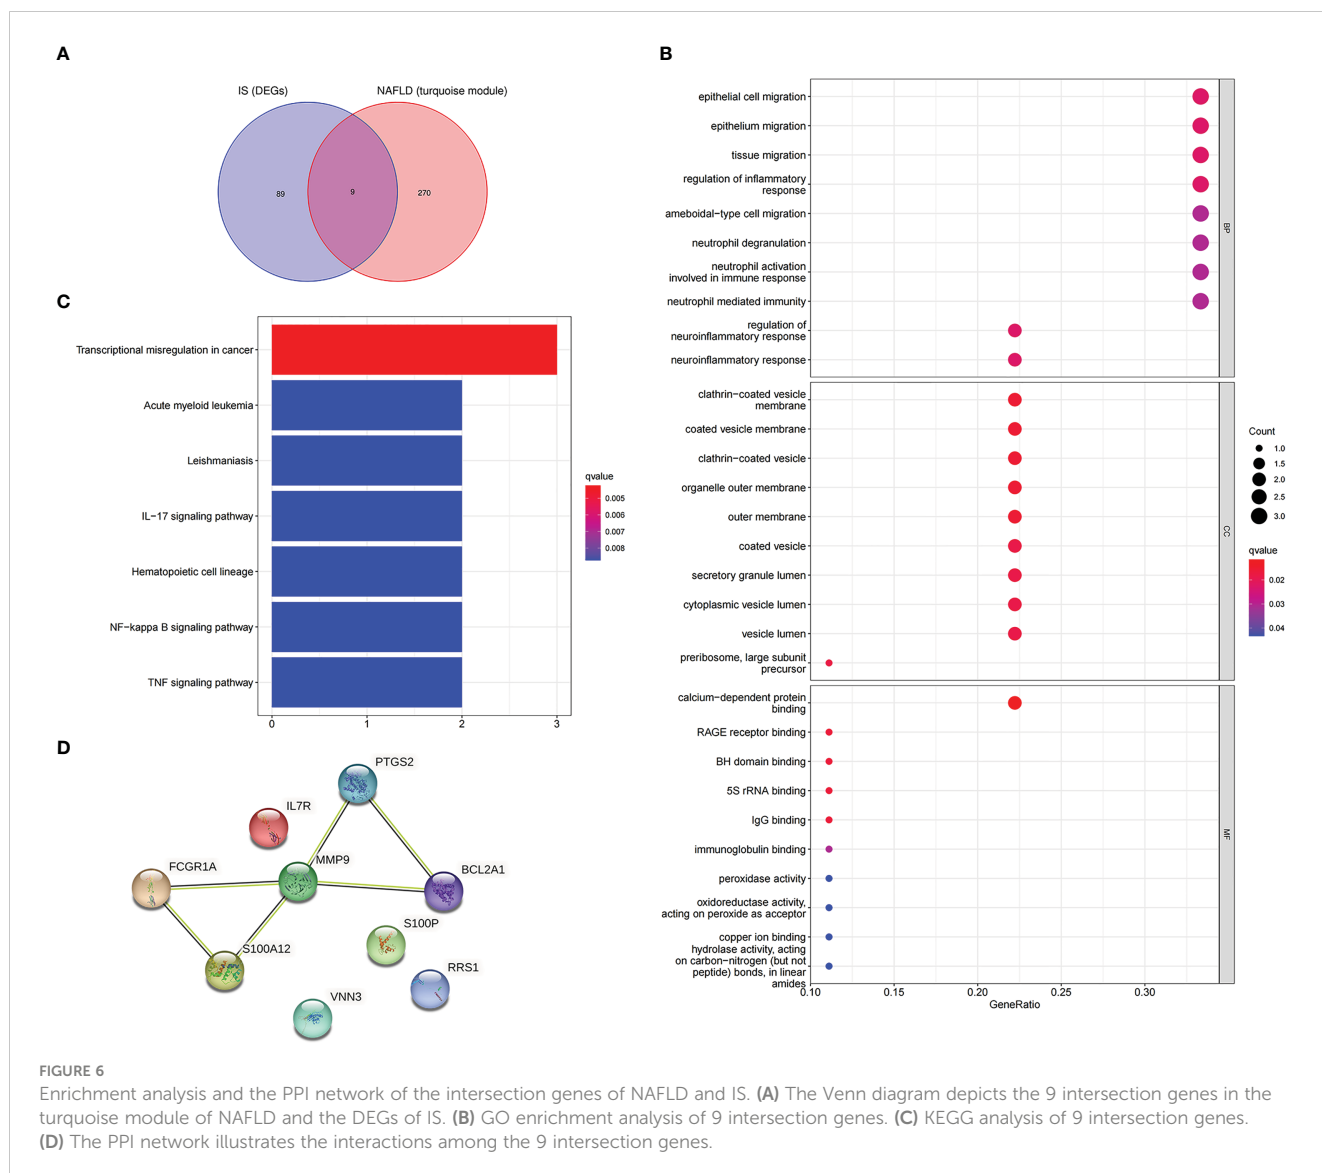 A
IS (DEGs)
NAFLD (turquoise module)
89
9
270
B
epithelial cell migration
epithelium migration
tissue migration
regulation of inflammatory
response
ameboidal−type cell migration
neutrophil degranulation
neutrophil activation
involved in immune response
neutrophil mediated immunity
regulation of
neuroinflammatory response
neuroinflammatory response
BP
clathrin−coated vesicle
membrane
coated vesicle membrane
clathrin−coated vesicle
organelle outer membrane
outer membrane
coated vesicle
secretory granule lumen
cytoplasmic vesicle lumen
vesicle lumen
preribosome, large subunit
precursor
CC
calcium−dependent protein
binding
RAGE receptor binding
BH domain binding
5S rRNA binding
IgG binding
immunoglobulin binding
peroxidase activity
oxidoreductase activity,
acting on peroxide as acceptor
copper ion binding
hydrolase activity, acting
on carbon−nitrogen (but not
peptide) bonds, in linear
amides
MF
0.10
0.15
0.20
0.25
0.30
GeneRatio
Count
1.0
1.5
2.0
2.5
3.0
qvalue
0.02
0.03
0.04
C
Transcriptional misregulation in cancer
Acute myeloid leukemia
Leishmaniasis
IL−17 signaling pathway
Hematopoietic cell lineage
NF−kappa B signaling pathway
TNF signaling pathway
0
1
2
3
qvalue
0.005
0.006
0.007
0.008
D
PTGS2
IL7R
MMP9
FCGR1A
BCL2A1
S100P
S100A12
RRS1
VNN3
FIGURE 6
Enrichment analysis and the PPI network of the intersection genes of NAFLD and IS. (A) The Venn diagram depicts the 9 intersection genes in the
turquoise module of NAFLD and the DEGs of IS. (B) GO enrichment analysis of 9 intersection genes. (C) KEGG analysis of 9 intersection genes.
(D) The PPI network illustrates the interactions among the 9 intersection genes.